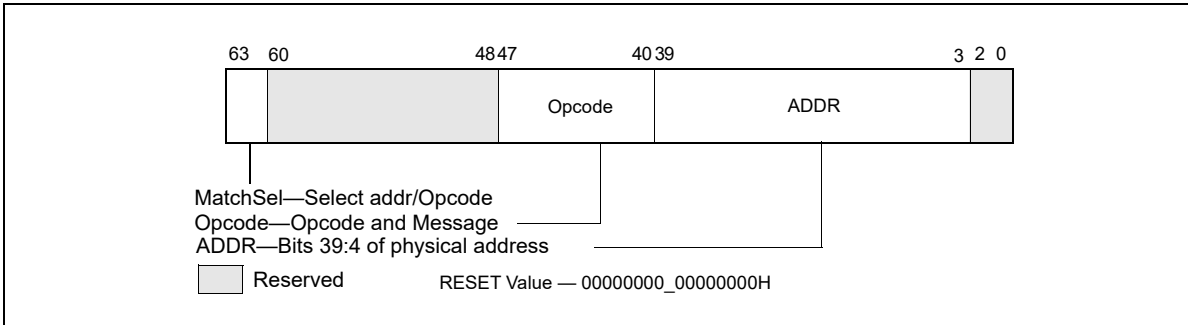 63 60 48 47 40 39 3 2 0
Opcode ADDR
MatchSel—Select addr/Opcode
Opcode—Opcode and Message
ADDR—Bits 39:4 of physical address
Reserved RESET Value — 00000000_00000000H